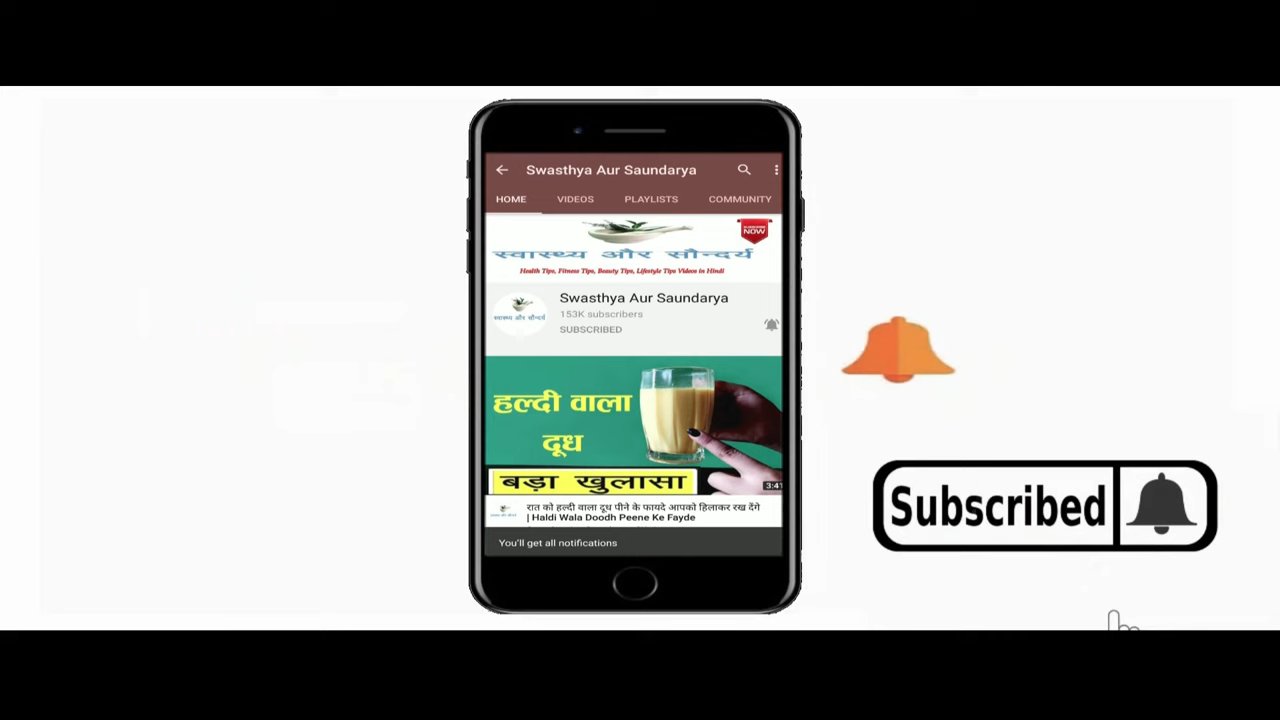 Swasthya Aur Saundarya
HOME VIDEOS PLAYLISTS COMMUNITY
NOW
स्वास्थ्य और सौन्दर्य
Health Tips, Fitness Tips, Beauty Tips, Lifestyle Tips Videos in Hindi
Swasthya Aur Saundarya
स्वास्थ्य और सौन्दर्य
153K subscribers
SUBSCRIBED
हल्दी वाला
दूध
बड़ा खुलासा
3:41
रात को हल्दी वाला दूध पीने के फायदे आपको हिलाकर रख देंगे
| Haldi Wala Doodh Peene Ke Fayde
You'll get all notifications
Subscribed